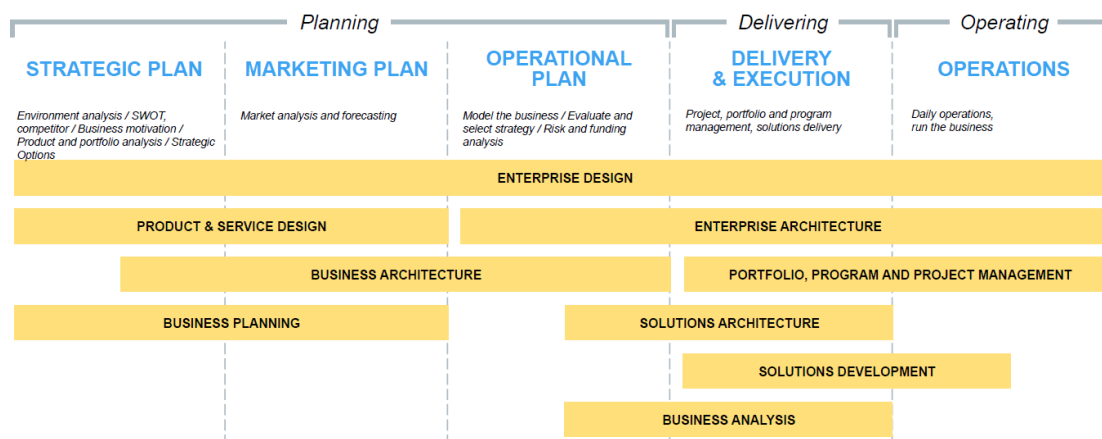 Planning
Delivering
Operating
STRATEGIC PLAN
MARKETING PLAN
OPERATIONAL
PLAN
DELIVERY
& EXECUTION
OPERATIONS
Environment analysis / SWOT,
competitor / Business motivation /
Product and portfolio analysis / Strategic
Options
Market analysis and forecasting
Model the business / Evaluate and
select strategy / Risk and funding
analysis
Project, portfolio and program
management, solutions delivery
Daily operations,
run the business
ENTERPRISE DESIGN
PRODUCT & SERVICE DESIGN
ENTERPRISE ARCHITECTURE
BUSINESS ARCHITECTURE
PORTFOLIO, PROGRAM AND PROJECT MANAGEMENT
BUSINESS PLANNING
SOLUTIONS ARCHITECTURE
SOLUTIONS DEVELOPMENT
BUSINESS ANALYSIS